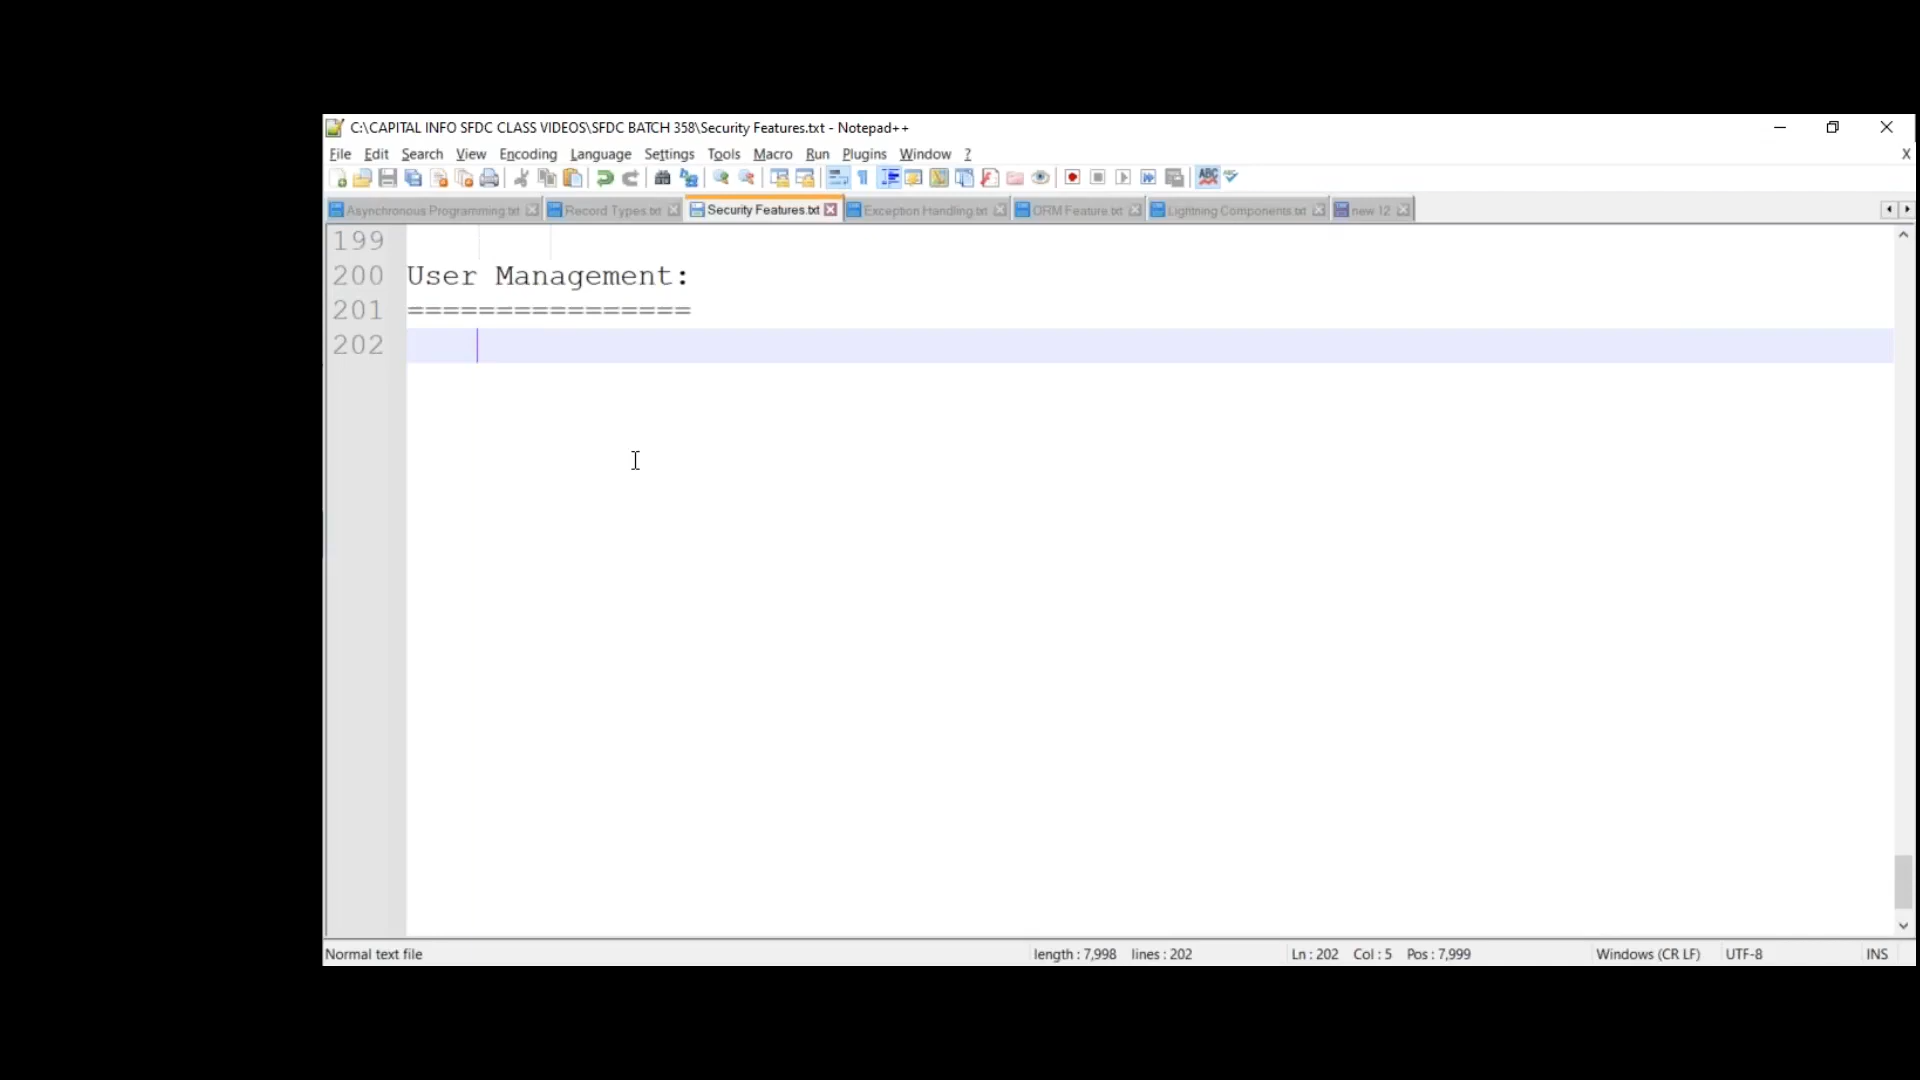 C:\CAPITAL INFO SFDC CLASS VIDEOS\SFDC BATCH 358\Security Features.txt - Notepad++
File Edit Search View Encoding Language Settings Tools Macro Run Plugins Window ?
X
ABC
Asynchronous Programming.txt Record Types.txt Security Features.txt Exception Handling.txt ORM Feature.txt Lightning Components.txt new 12
199
200 User Management:
201 ================
202
Normal text file length : 7,998 lines : 202 Ln : 202 Col : 5 Pos : 7,999 Windows (CR LF) UTF-8 INS